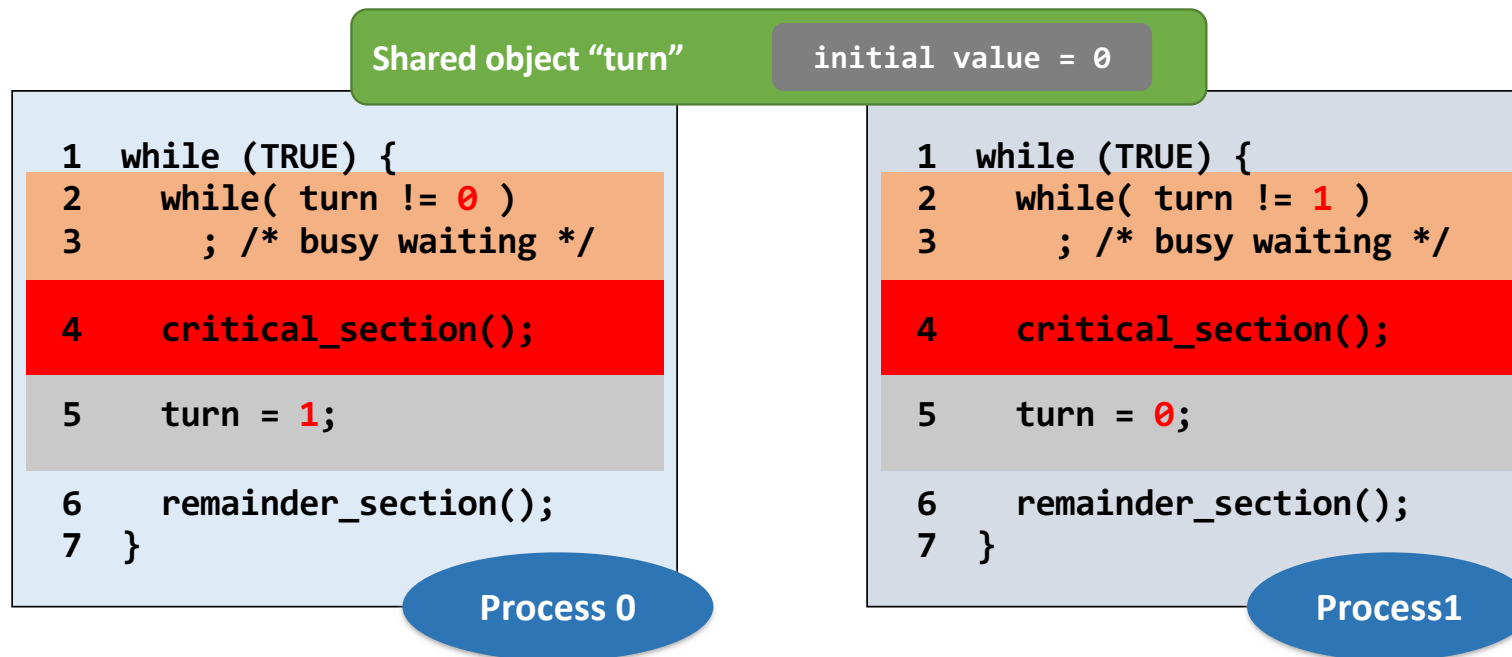 Shared object “turn” initial value = 0
1 while (TRUE) {
2 while( turn != 0 )
3 ; /* busy waiting */
4 critical_section();
5 turn = 1;
6 remainder_section();
7 }
Process 0
1 while (TRUE) {
2 while( turn != 1 )
3 ; /* busy waiting */
4 critical_section();
5 turn = 0;
6 remainder_section();
7 }
Process1